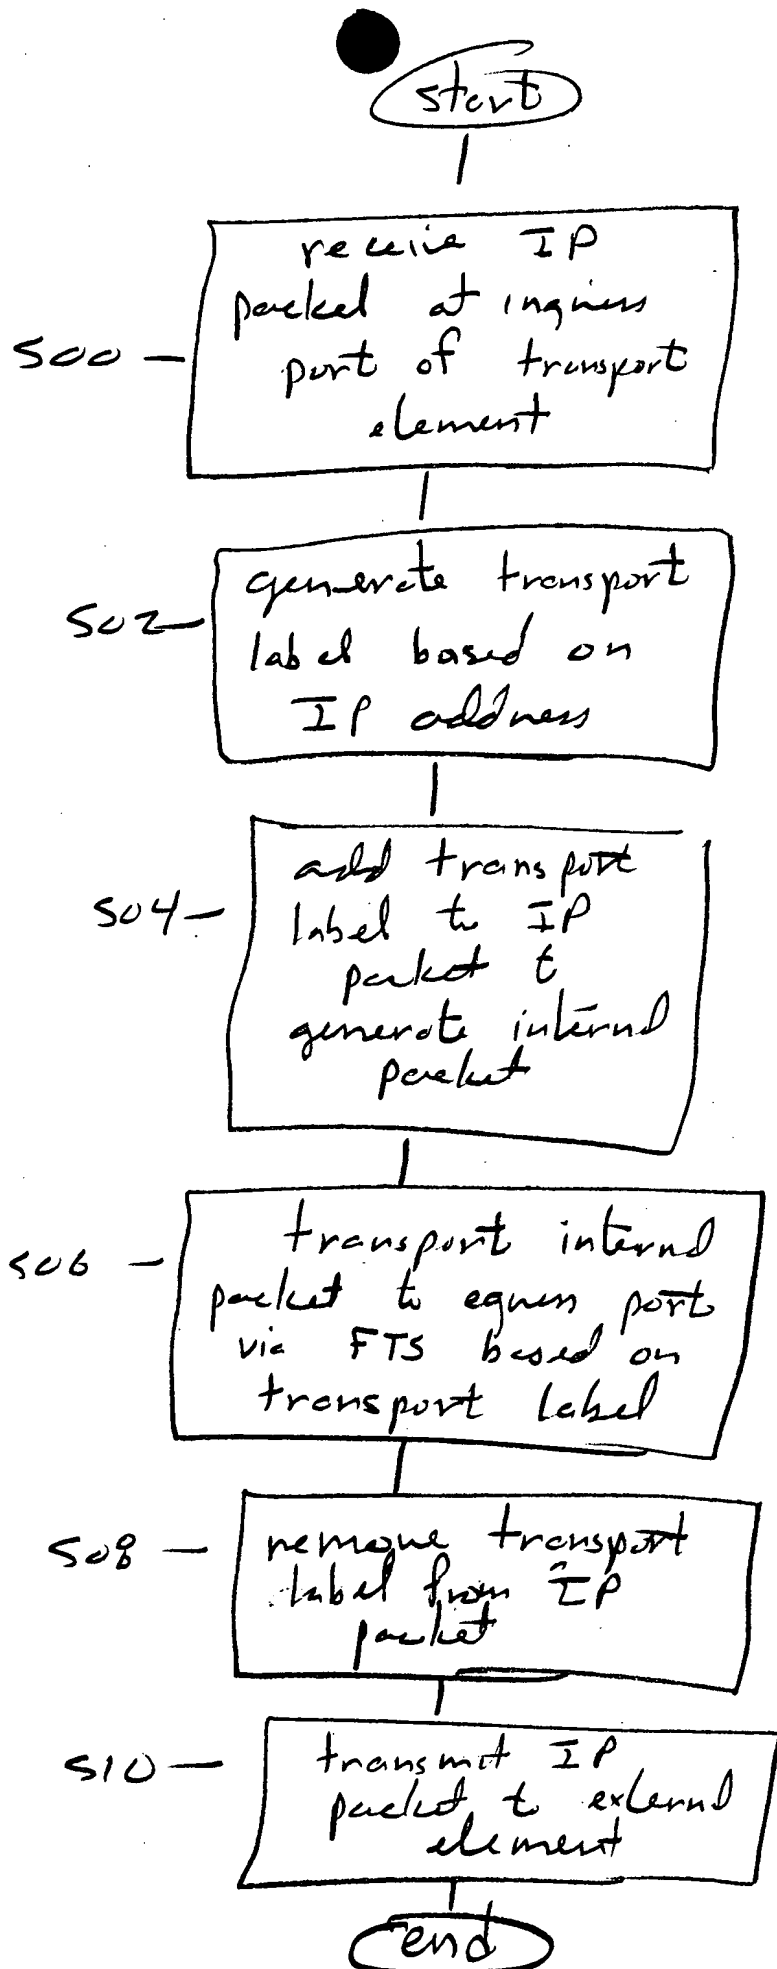 start
receive IP
packet at ingress
500 — port of transport
element
generate transport
502 — label based on
IP address
add transport
504 — label to IP
packet t
generate internal
packet
transport internal
506 — packet to egress port
via FTS based on
transport label
508 — remove transport
label from IP
packet
510 — transmit IP
packet to external
element
end